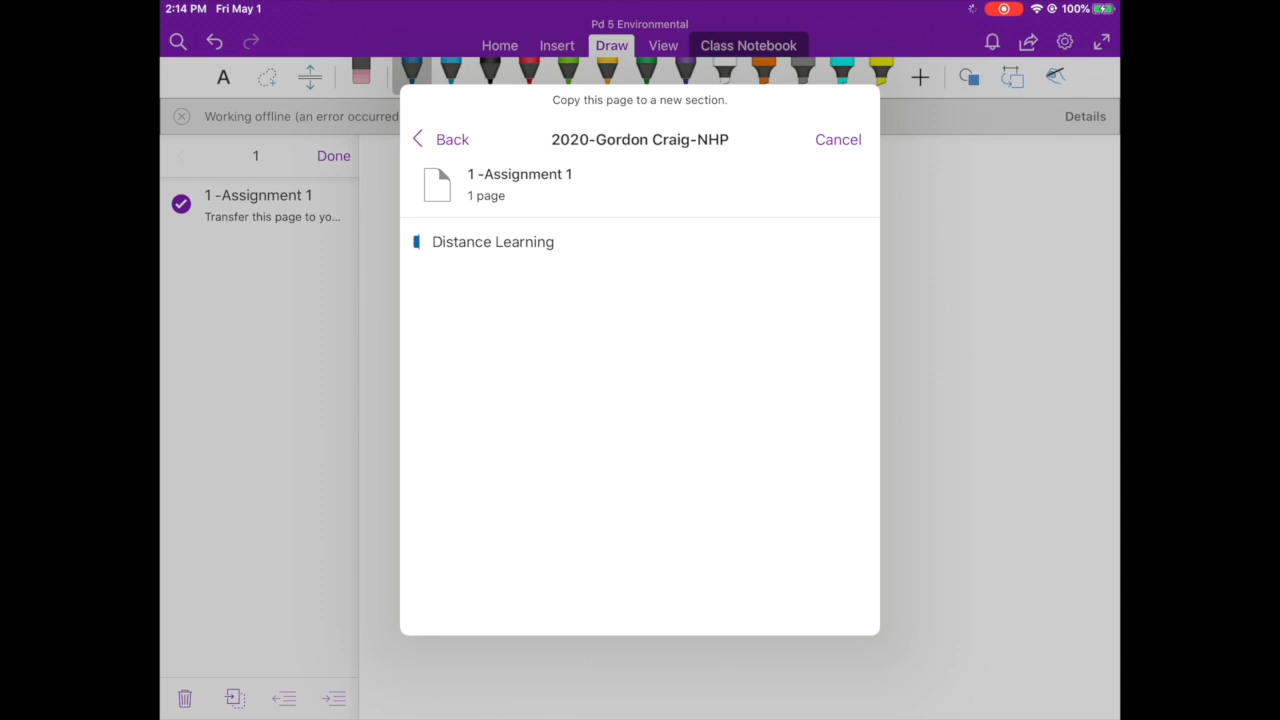 2:14 PM Fri May 1
100%
Pd 5 Environmental
Home Insert Draw View Class Notebook
A
Copy this page to a new section.
Working offline (an error occurred
Details
Back 2020-Gordon Craig-NHP Cancel
1 Done
1 -Assignment 1
1 page
1 -Assignment 1
Transfer this page to yo...
Distance Learning